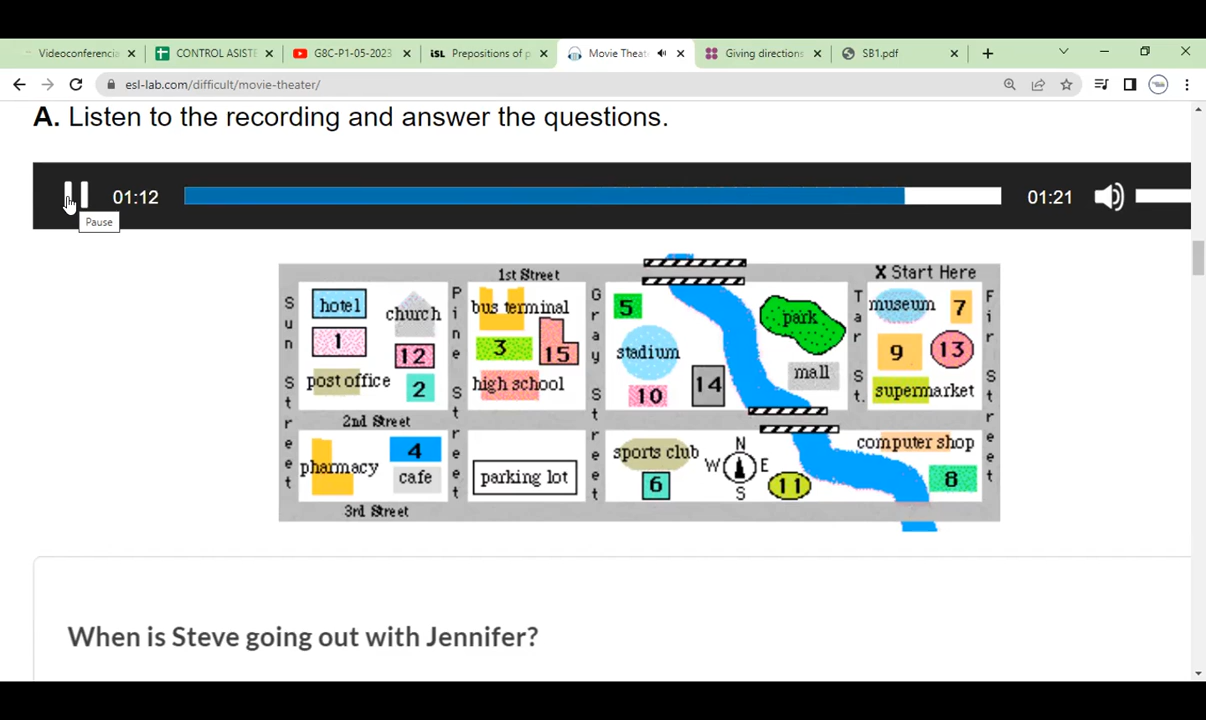 Videoconferencia
CONTROL ASISTE
G8C-P1-05-2023
iSL Prepositions of p
Movie Theat
Giving directions
SB1.pdf
esl-lab.com/difficult/movie-theater/
A. Listen to the recording and answer the questions.
01:12
01:21
Pause
1st Street
X Start Here
Sun Street
hotel
church
1
12
post office
2
Pine Street
bus terminal
3
15
high school
Gray Street
5
stadium
10
14
park
mall
Tar St.
museum
7
9
13
supermarket
Fir Street
2nd Street
pharmacy
4
cafe
parking lot
sports club
6
N
W E
S
11
computer shop
8
3rd Street
When is Steve going out with Jennifer?